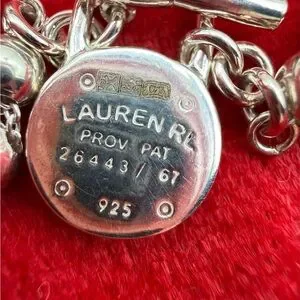 LAUREN RL
PROV PAT
26443/67
925